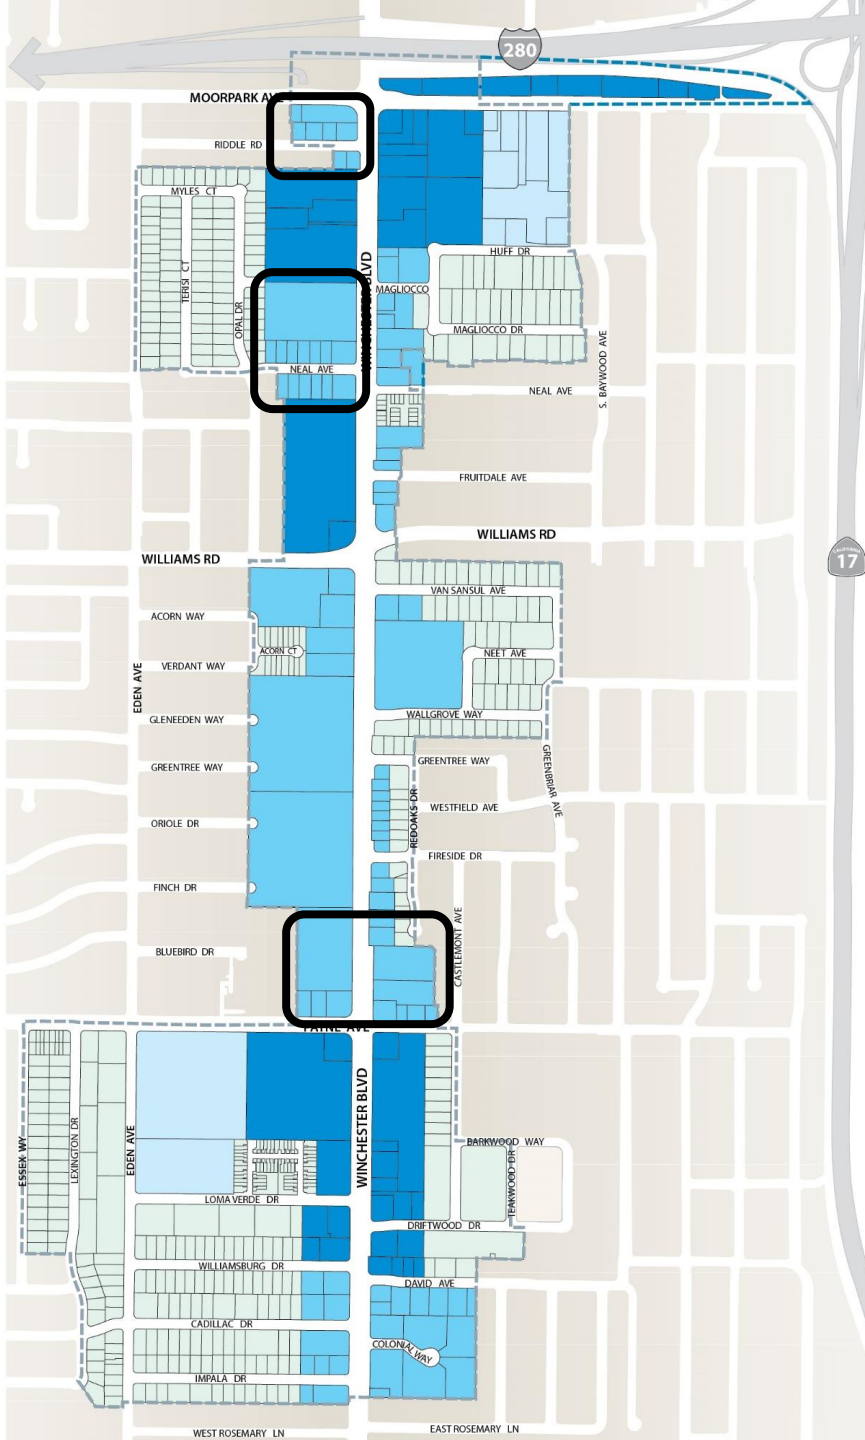 280
MOORPARK AVE
RIDDLE RD
MYLES CT
HUFF DR
TERISI CT
OPAL DR
WINCHESTER BLVD
MAGLIOCCO
MAGLIOCCO DR
S. BAYWOOD AVE
NEAL AVE
NEAL AVE
FRUITDALE AVE
WILLIAMS RD
WILLIAMS RD
CALIFORNIA
17
VAN SANSUL AVE
ACORN WAY
ACORN CT
NEET AVE
VERDANT WAY
EDEN AVE
WALLGROVE WAY
GLENEEDEN WAY
GREENTREE WAY
GREENTREE WAY
GREENBRIAR AVE
REDOAKS DR
WESTFIELD AVE
ORIOLE DR
FIRESIDE DR
FINCH DR
CASTLEMONT AVE
BLUEBIRD DR
PAYNE AVE
WINCHESTER BLVD
ESSEX WY
LEXINGTON DR
EDEN AVE
BARKWOOD WAY
TEAKWOOD DR
LOMA VERDE DR
DRIFTWOOD DR
WILLIAMSBURG DR
DAVID AVE
CADILLAC DR
COLONIAL WAY
IMPALA DR
WEST ROSEMARY LN
EAST ROSEMARY LN